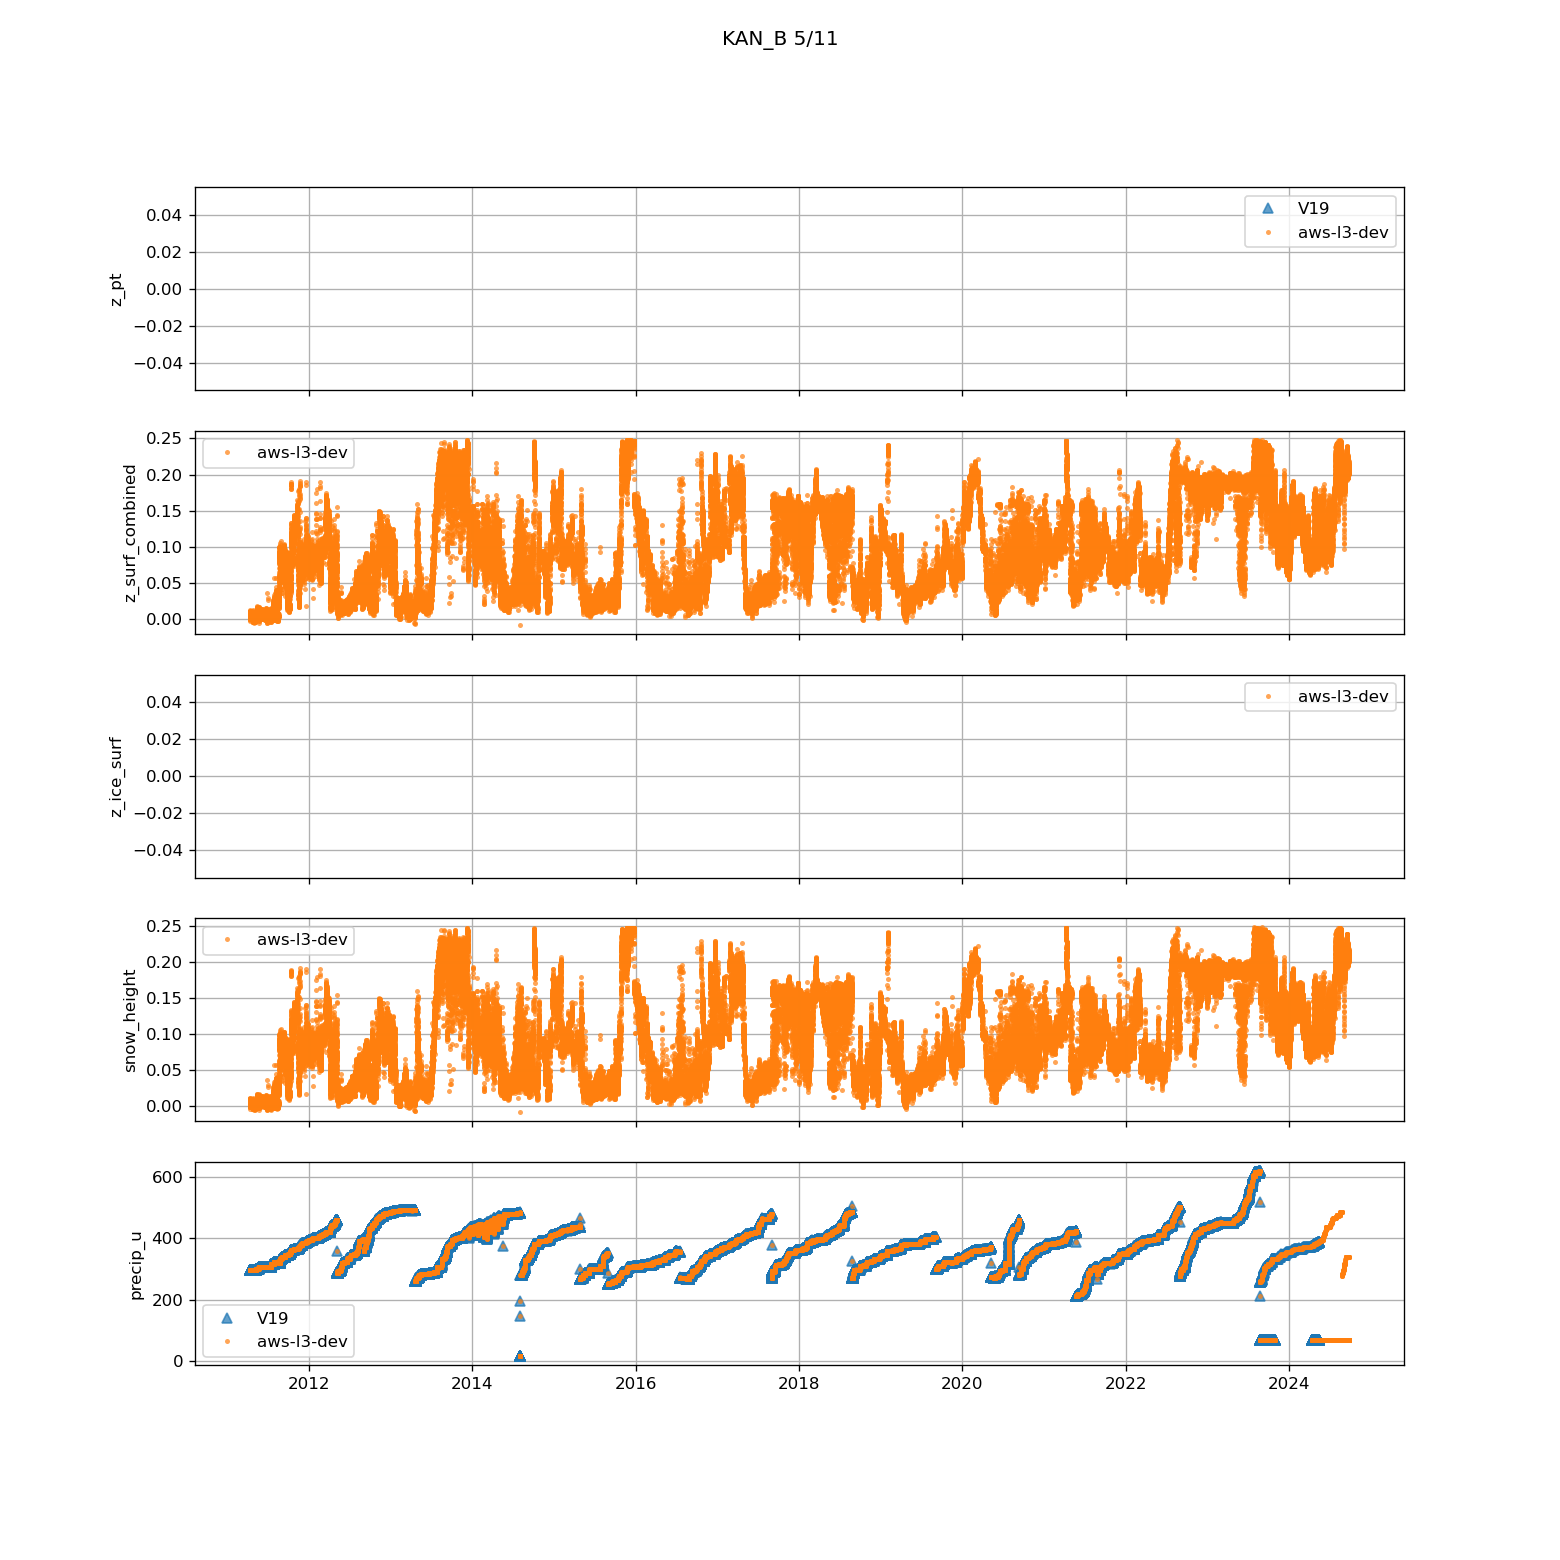 KAN_B 5/11
0.04
0.02
0.00
−0.02
−0.04
z_pt
V19
aws-l3-dev
0.25
0.20
0.15
0.10
0.05
0.00
z_surf_combined
aws-l3-dev
0.04
0.02
0.00
−0.02
−0.04
z_ice_surf
aws-l3-dev
0.25
0.20
0.15
0.10
0.05
0.00
snow_height
aws-l3-dev
600
400
200
0
precip_u
V19
aws-l3-dev
2012 2014 2016 2018 2020 2022 2024